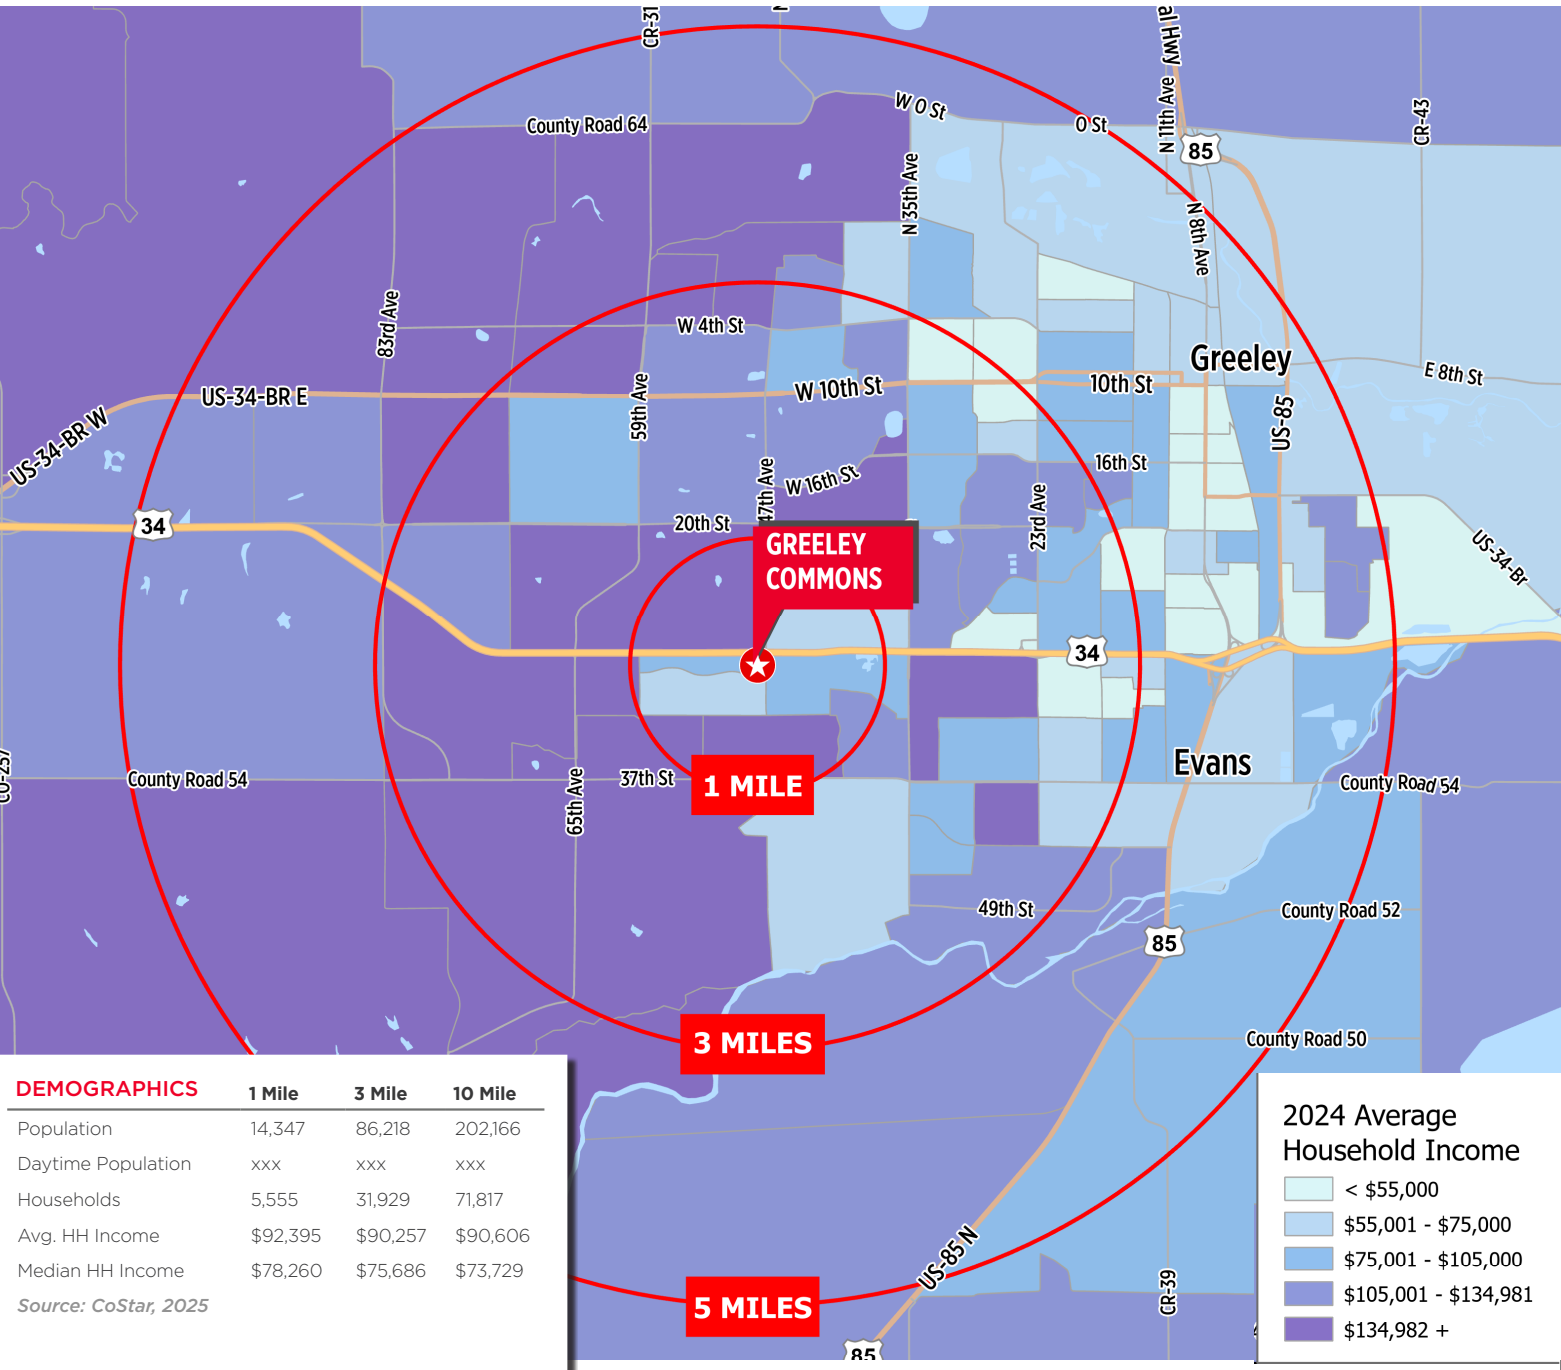 CR-31
al Hwy
N 11th Ave
CR-43
W O St
O St
County Road 64
85
N 35th Ave
N 8th Ave
83rd Ave
W 4th St
Greeley
E 8th St
US-34-BR E
W 10th St
10th St
US-34-BR W
59th Ave
US-85
47th Ave
W 16th St
16th St
23rd Ave
34
20th St
GREELEY
COMMONS
US-34-Br
34
Evans
1 MILE
County Road 54
65th Ave
37th St
County Road 54
49th St
County Road 52
85
3 MILES
County Road 50
US-85 N
CR-39
5 MILES
85
DEMOGRAPHICS 1 Mile 3 Mile 10 Mile
Population 14,347 86,218 202,166
Daytime Population xxx xxx xxx
Households 5,555 31,929 71,817
Avg. HH Income $92,395 $90,257 $90,606
Median HH Income $78,260 $75,686 $73,729
Source: CoStar, 2025
2024 Average
Household Income
< $55,000
$55,001 - $75,000
$75,001 - $105,000
$105,001 - $134,981
$134,982 +